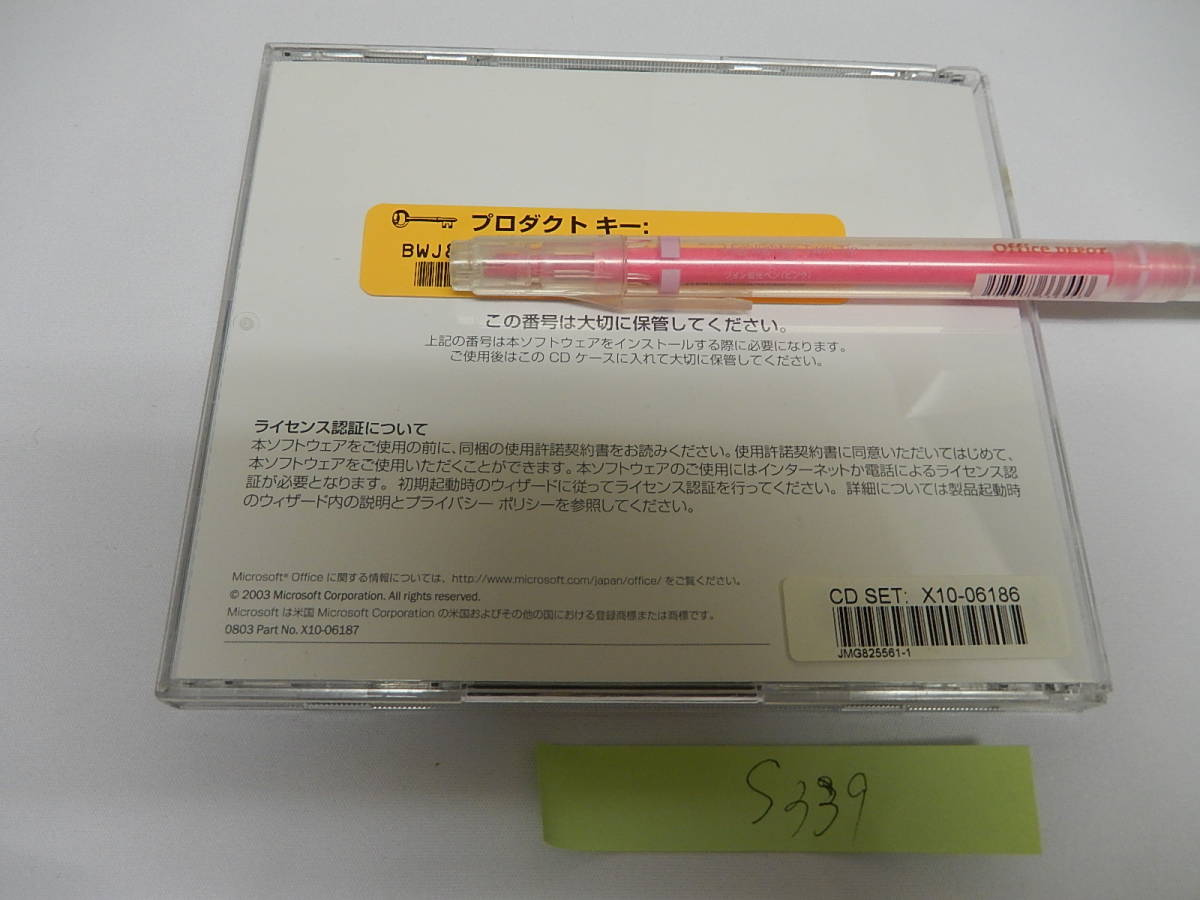 プロダクト キー:
BWJ8
Office DEPOT
この番号は大切に保管してください。
上記の番号は本ソフトウェアをインストールする際に必要になります。
ご使用後はこの CD ケースに入れて大切に保管してください。
ライセンス認証について
本ソフトウェアをご使用の前に、同梱の使用許諾契約書をお読みください。使用許諾契約書に同意いただいてはじめて、
本ソフトウェアをご使用いただくことができます。本ソフトウェアのご使用にはインターネットか電話によるライセンス認
証が必要となります。 初期起動時のウィザードに従ってライセンス認証を行ってください。 詳細については製品起動時
のウィザード内の説明とプライバシー ポリシーを参照してください。
Microsoft® Office に関する情報については、http://www.microsoft.com/japan/office/ をご覧ください。
© 2003 Microsoft Corporation. All rights reserved.
Microsoft は米国 Microsoft Corporation の米国およびその他の国における登録商標または商標です。
0803 Part No. X10-06187
CD SET: X10-06186
JMG825561-1
S339